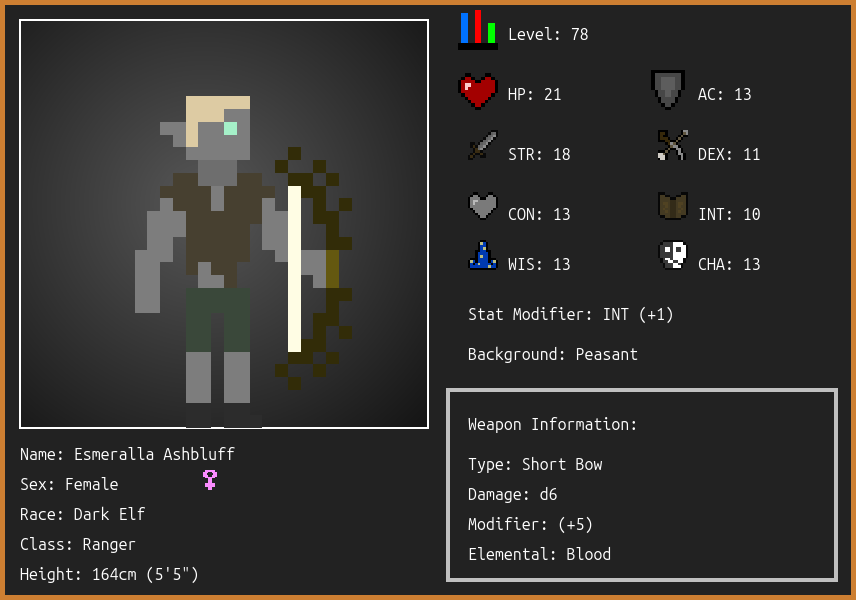 Level: 78
HP: 21
AC: 13
STR: 18
DEX: 11
CON: 13
INT: 10
WIS: 13
CHA: 13
Stat Modifier: INT (+1)
Background: Peasant
Name: Esmeralla Ashbluff
Sex: Female
Race: Dark Elf
Class: Ranger
Height: 164cm (5'5")
Weapon Information:
Type: Short Bow
Damage: d6
Modifier: (+5)
Elemental: Blood